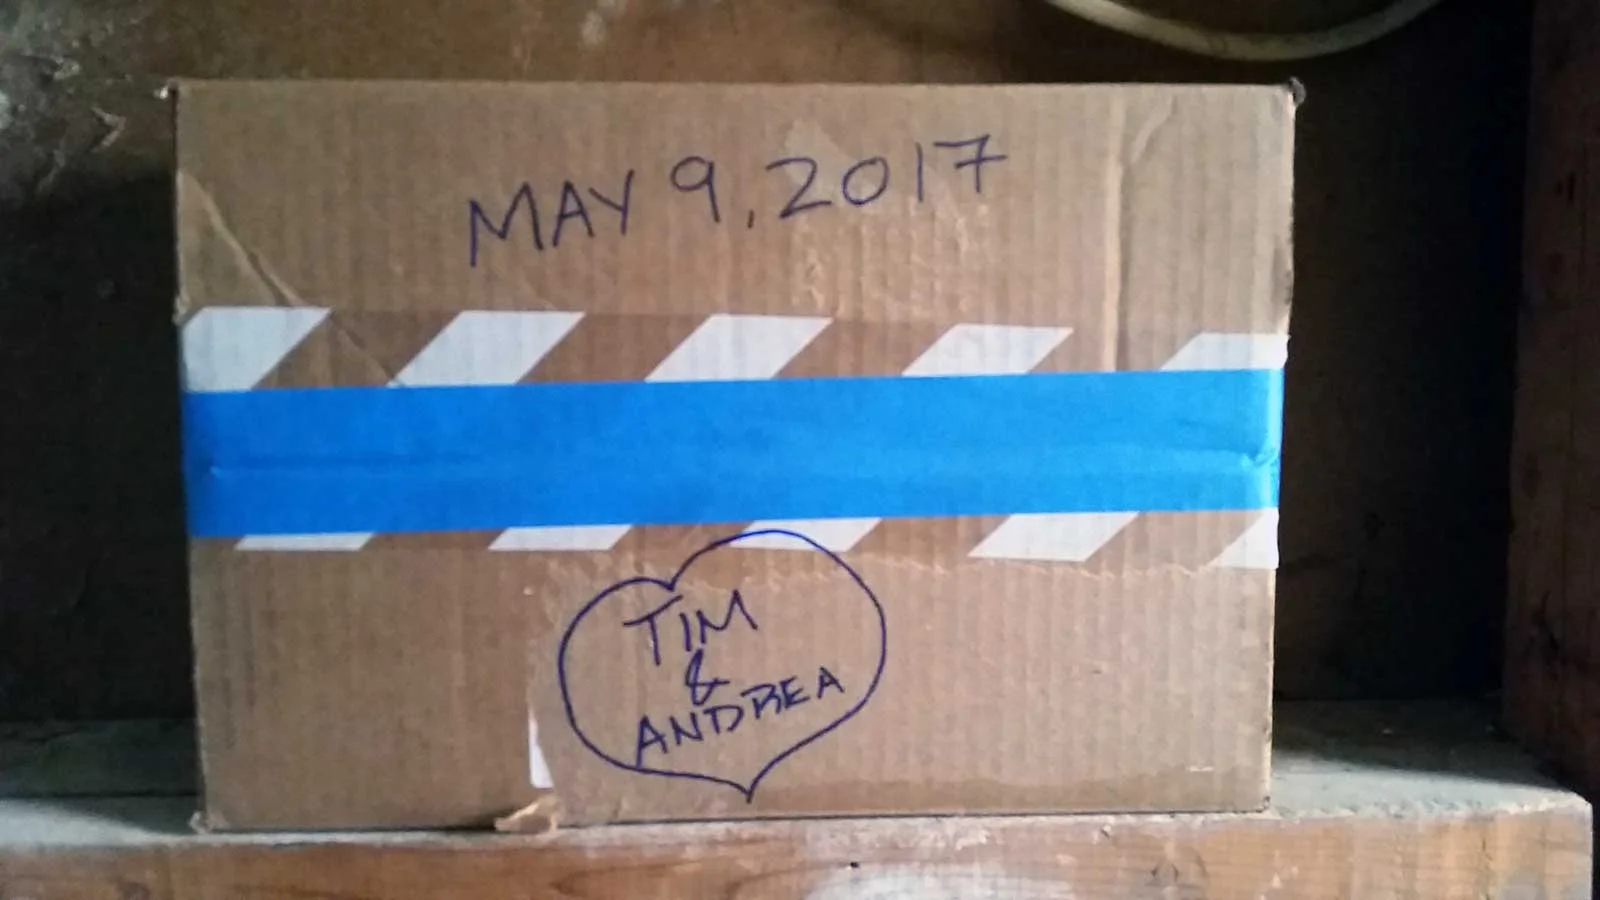 MAY 9, 2017
TIM
&
ANDREA